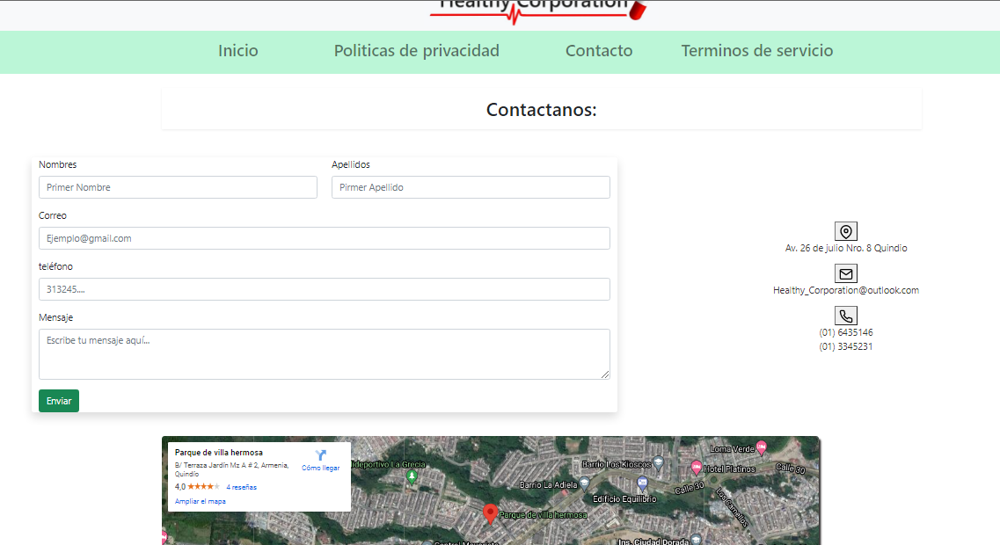 Healthy Corporation
Inicio Politicas de privacidad Contacto Terminos de servicio
Contactanos:
Nombres Apellidos
Primer Nombre Pirmer Apellido
Correo
Ejemplo@gmail.com
teléfono
313245....
Mensaje
Escribe tu mensaje aquí...
Enviar
Av. 26 de julio Nro. 8 Quindio
Healthy_Corporation@outlook.com
(01) 6435146
(01) 3345231
Parque de villa hermosa
B/ Terraza Jardín Mz A # 2, Armenia,
Quindío
4,0 4 reseñas
Ampliar el mapa
Cómo llegar
ideportivo La Grecia
Barrio Los Kioscos
Loma Verde
Hotel Platinos
Calle 30
Barrio La Adiela
Calle 30
Edificio Equilibrio
Los Camellos
Parque de villa hermosa
Ins. Ciudad Dorada